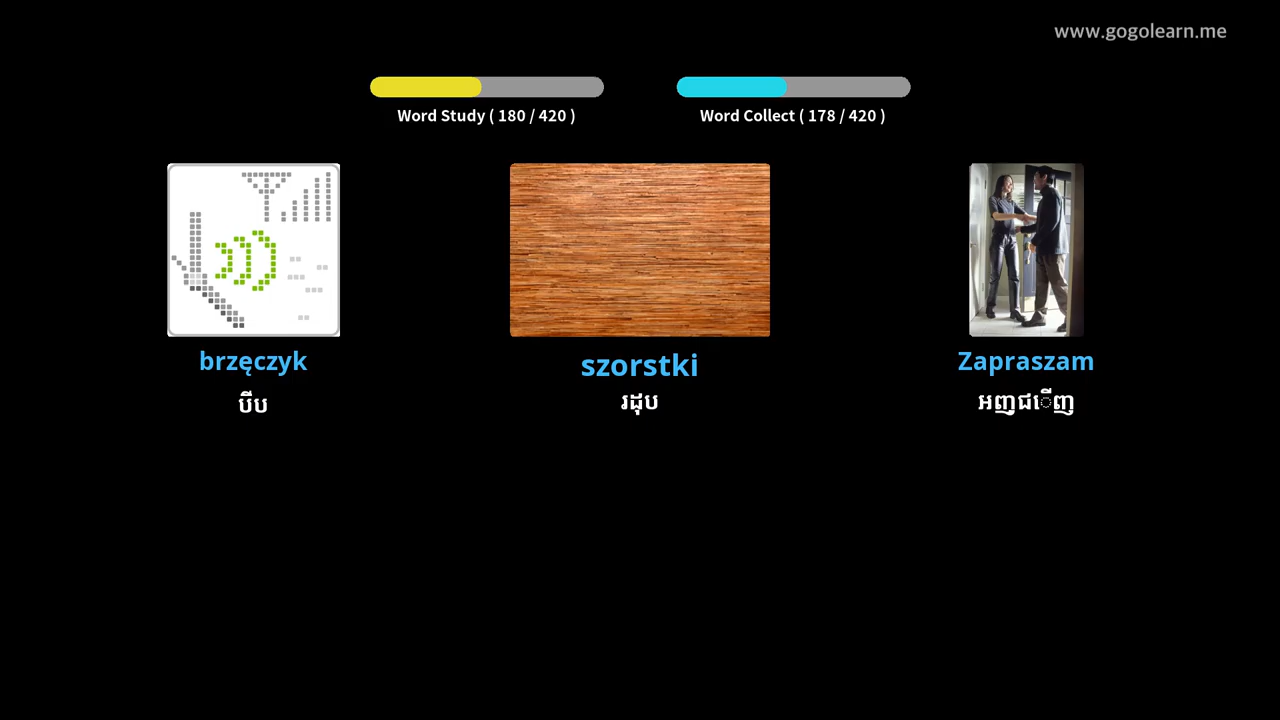 www.gogolearn.me
Word Study ( 180 / 420 )
Word Collect ( 178 / 420 )
brzęczyk
szorstki
Zapraszam
ប៊ីប
រដុប
អញ្ជើញ